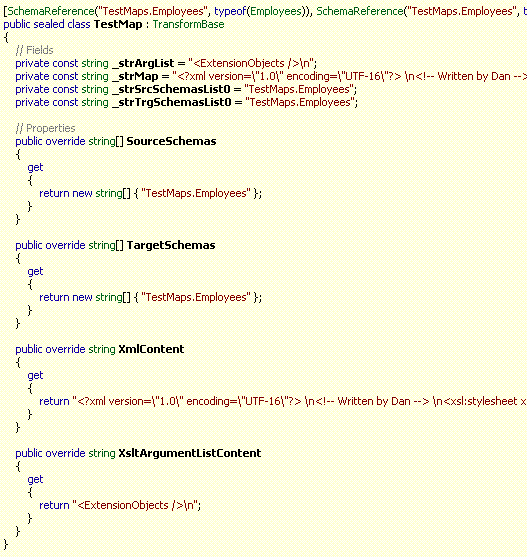 [SchemaReference("TestMaps.Employees", typeof(Employees)), SchemaReference("TestMaps.Employees", t
public sealed class TestMap : TransformBase
{
// Fields
private const string _strArgList = "<ExtensionObjects />\n";
private const string _strMap = "<?xml version=\"1.0\" encoding=\"UTF-16\"?> \n<!-- Written by Dan -->
private const string _strSrcSchemasList0 = "TestMaps.Employees";
private const string _strTrgSchemasList0 = "TestMaps.Employees";
// Properties
public override string[] SourceSchemas
{
get
{
return new string[] { "TestMaps.Employees" };
}
}
public override string[] TargetSchemas
{
get
{
return new string[] { "TestMaps.Employees" };
}
}
public override string XmlContent
{
get
{
return "<?xml version=\"1.0\" encoding=\"UTF-16\"?> \n<!-- Written by Dan --> \n<xsl:stylesheet x
}
}
public override string XsltArgumentListContent
{
get
{
return "<ExtensionObjects />\n";
}
}
}